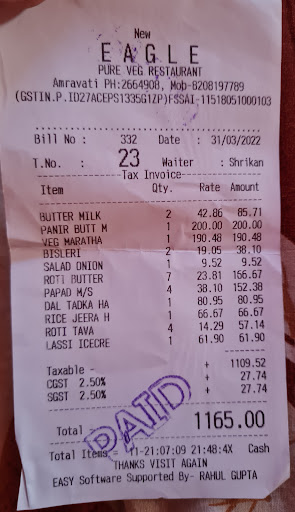 New
EAGLE
PURE VEG RESTAURANT
Amravati PH:2664908, Mob-8208197789
(GSTIN.P.ID27ACEPS1335G1ZP)FSSAI-11518051000103
Bill No : 332 Date : 31/03/2022
T.No. : 23 Waiter : Shrikan
Tax Invoice
Item Qty. Rate Amount
BUTTER MILK 2 42.86 85.71
PANIR BUTT M 1 200.00 200.00
VEG MARATHA 1 190.48 190.48
BISLERI 2 19.05 38.10
SALAD ONION 1 9.52 9.52
ROTI BUTTER 7 23.81 166.67
PAPAD M/S 4 38.10 152.38
DAL TADKA HA 1 80.95 80.95
RICE JEERA H 1 66.67 66.67
ROTI TAVA 4 14.29 57.14
LASSI ICECRE 1 61.90 61.90
Taxable - + 1109.52
CGST 2.50% + 27.74
SGST 2.50% + 27.74
Total - 1165.00
PAID
Total Items = 11-21:07:09 21:48:4X Cash
THANKS VISIT AGAIN
EASY Software Supported By- RAHUL GUPTA